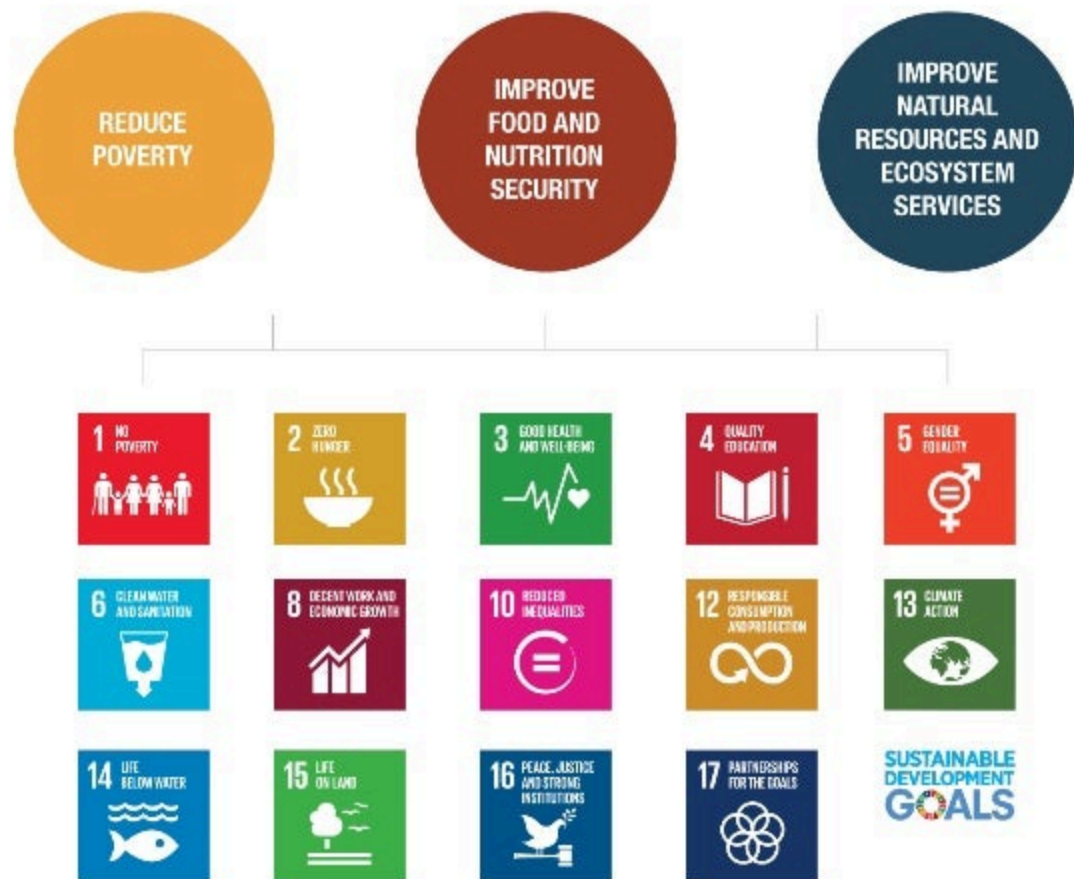 REDUCE
POVERTY
IMPROVE
FOOD AND
NUTRITION
SECURITY
IMPROVE
NATURAL
RESOURCES AND
ECOSYSTEM
SERVICES
1 NO
POVERTY
2 ZERO
HUNGER
3 GOOD HEALTH
AND WELL-BEING
4 QUALITY
EDUCATION
5 GENDER
EQUALITY
6 CLEAN WATER
AND SANITATION
8 DECENT WORK AND
ECONOMIC GROWTH
10 REDUCED
INEQUALITIES
12 RESPONSIBLE
CONSUMPTION
AND PRODUCTION
13 CLIMATE
ACTION
14 LIFE
BELOW WATER
15 LIFE
ON LAND
16 PEACE, JUSTICE
AND STRONG
INSTITUTIONS
17 PARTNERSHIPS
FOR THE GOALS
SUSTAINABLE
DEVELOPMENT
GOALS